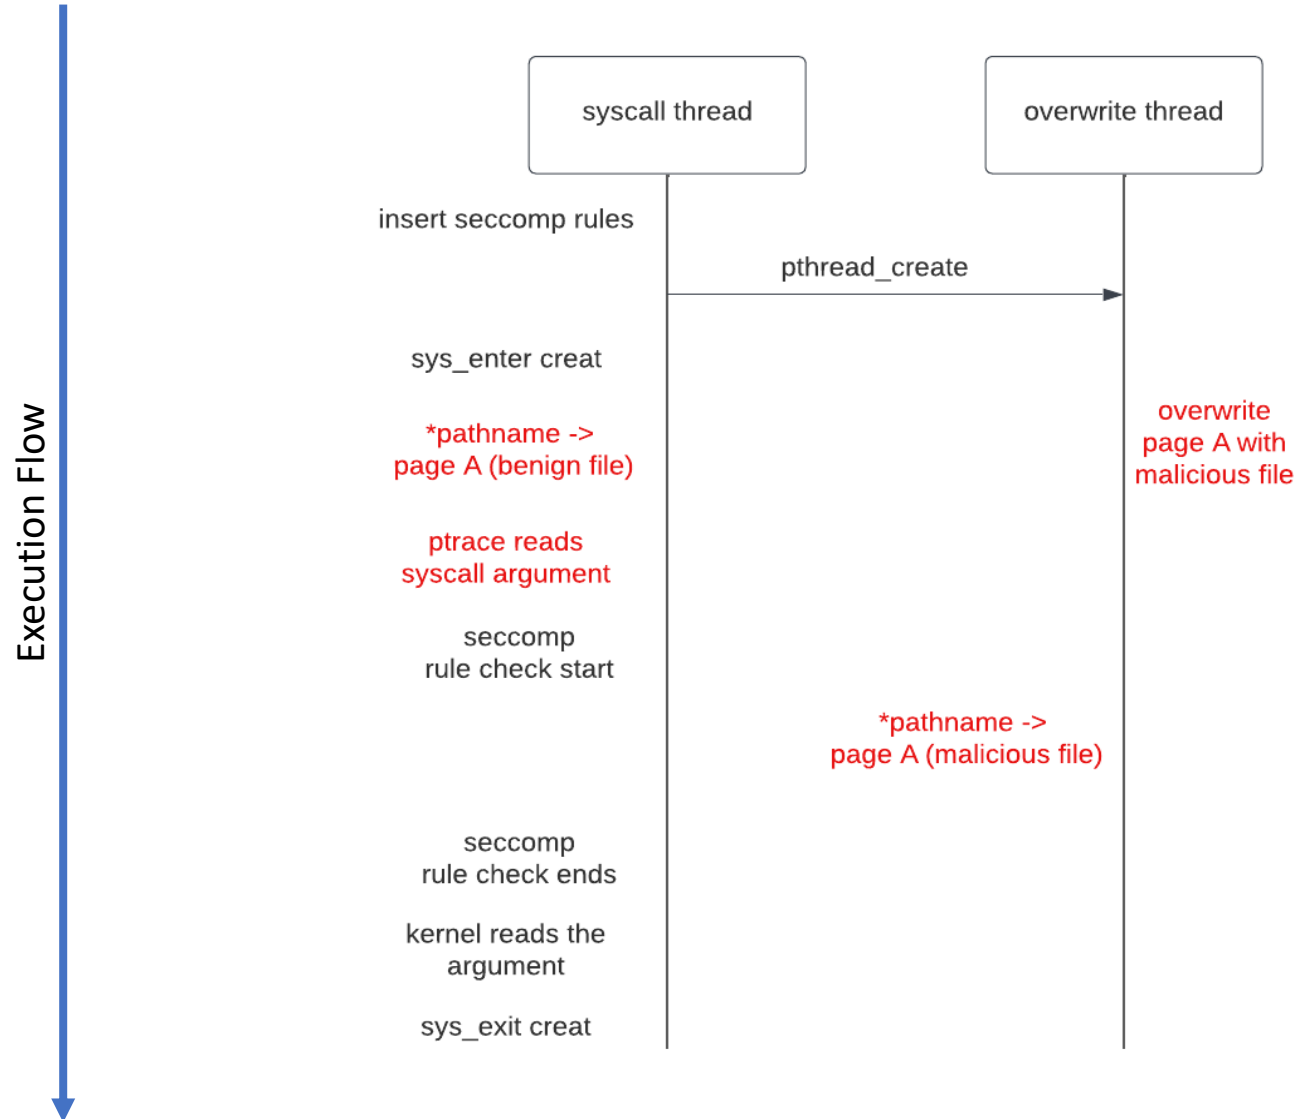 syscall thread
overwrite thread
insert seccomp rules
pthread_create
sys_enter creat
*pathname ->
page A (benign file)
overwrite
page A with
malicious file
ptrace reads
syscall argument
seccomp
rule check start
*pathname ->
page A (malicious file)
seccomp
rule check ends
kernel reads the
argument
sys_exit creat
Execution Flow